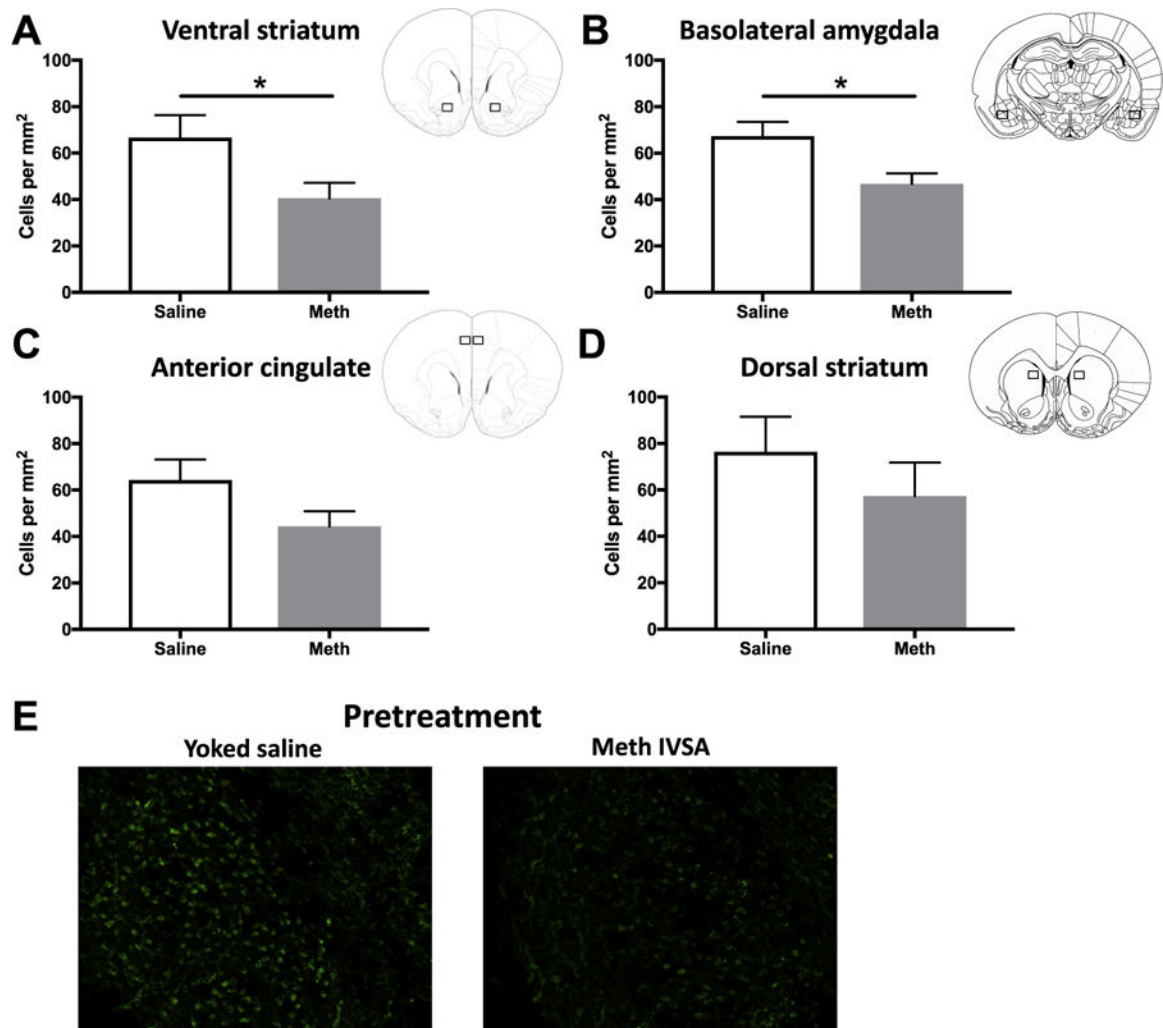 A
Ventral striatum
100
80
60
40
20
0
Cells per mm²
*
Saline
Meth
B
Basolateral amygdala
100
80
60
40
20
0
Cells per mm²
*
Saline
Meth
C
Anterior cingulate
100
80
60
40
20
0
Cells per mm²
Saline
Meth
D
Dorsal striatum
100
80
60
40
20
0
Cells per mm²
Saline
Meth
E
Pretreatment
Yoked saline
Meth IVSA